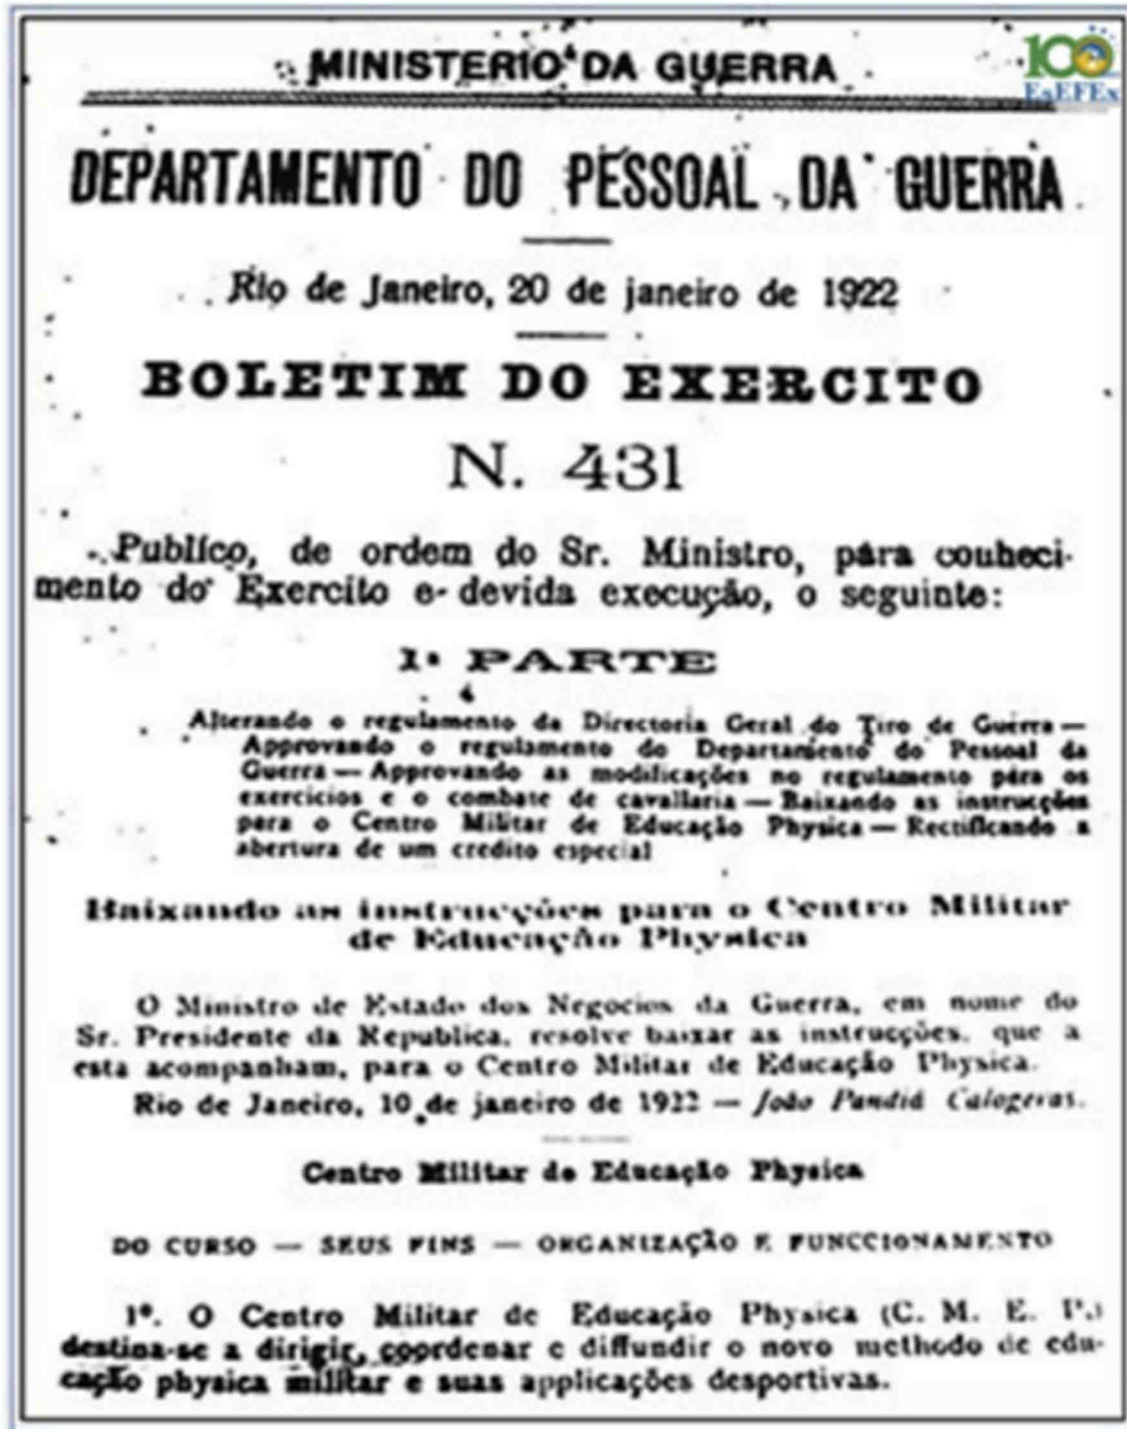 MINISTERIO DA GUERRA
100
EsEFEx
DEPARTAMENTO DO PESSOAL DA GUERRA
Rio de Janeiro, 20 de janeiro de 1922
BOLETIM DO EXERCITO
N. 431
Publico, de ordem do Sr. Ministro, para conheci-
mento do Exercito e devida execução, o seguinte:
1ª PARTE
Alterando o regulamento da Directoria Geral do Tiro de Guerra —
Approvando o regulamento do Departamento do Pessoal da
Guerra — Approvando as modificações no regulamento para os
exercicios e o combate de cavallaria — Baixando as instrucções
para o Centro Militar de Educação Physica — Rectificando a
abertura de um credito especial
Baixando as instrucções para o Centro Militar
de Educação Physica
O Ministro de Estado dos Negocios da Guerra, em nome do
Sr. Presidente da Republica, resolve baixar as instrucções, que a
esta acompanham, para o Centro Militar de Educação Physica.
Rio de Janeiro, 10 de janeiro de 1922 — João Pandiá Calogeras.
Centro Militar de Educação Physica
DO CURSO — SEUS FINS — ORGANIZAÇÃO E FUNCCIONAMENTO
1º. O Centro Militar de Educação Physica (C. M. E. P.)
destina-se a dirigir, coordenar e diffundir o novo methodo de edu-
cação physica militar e suas applicações desportivas.